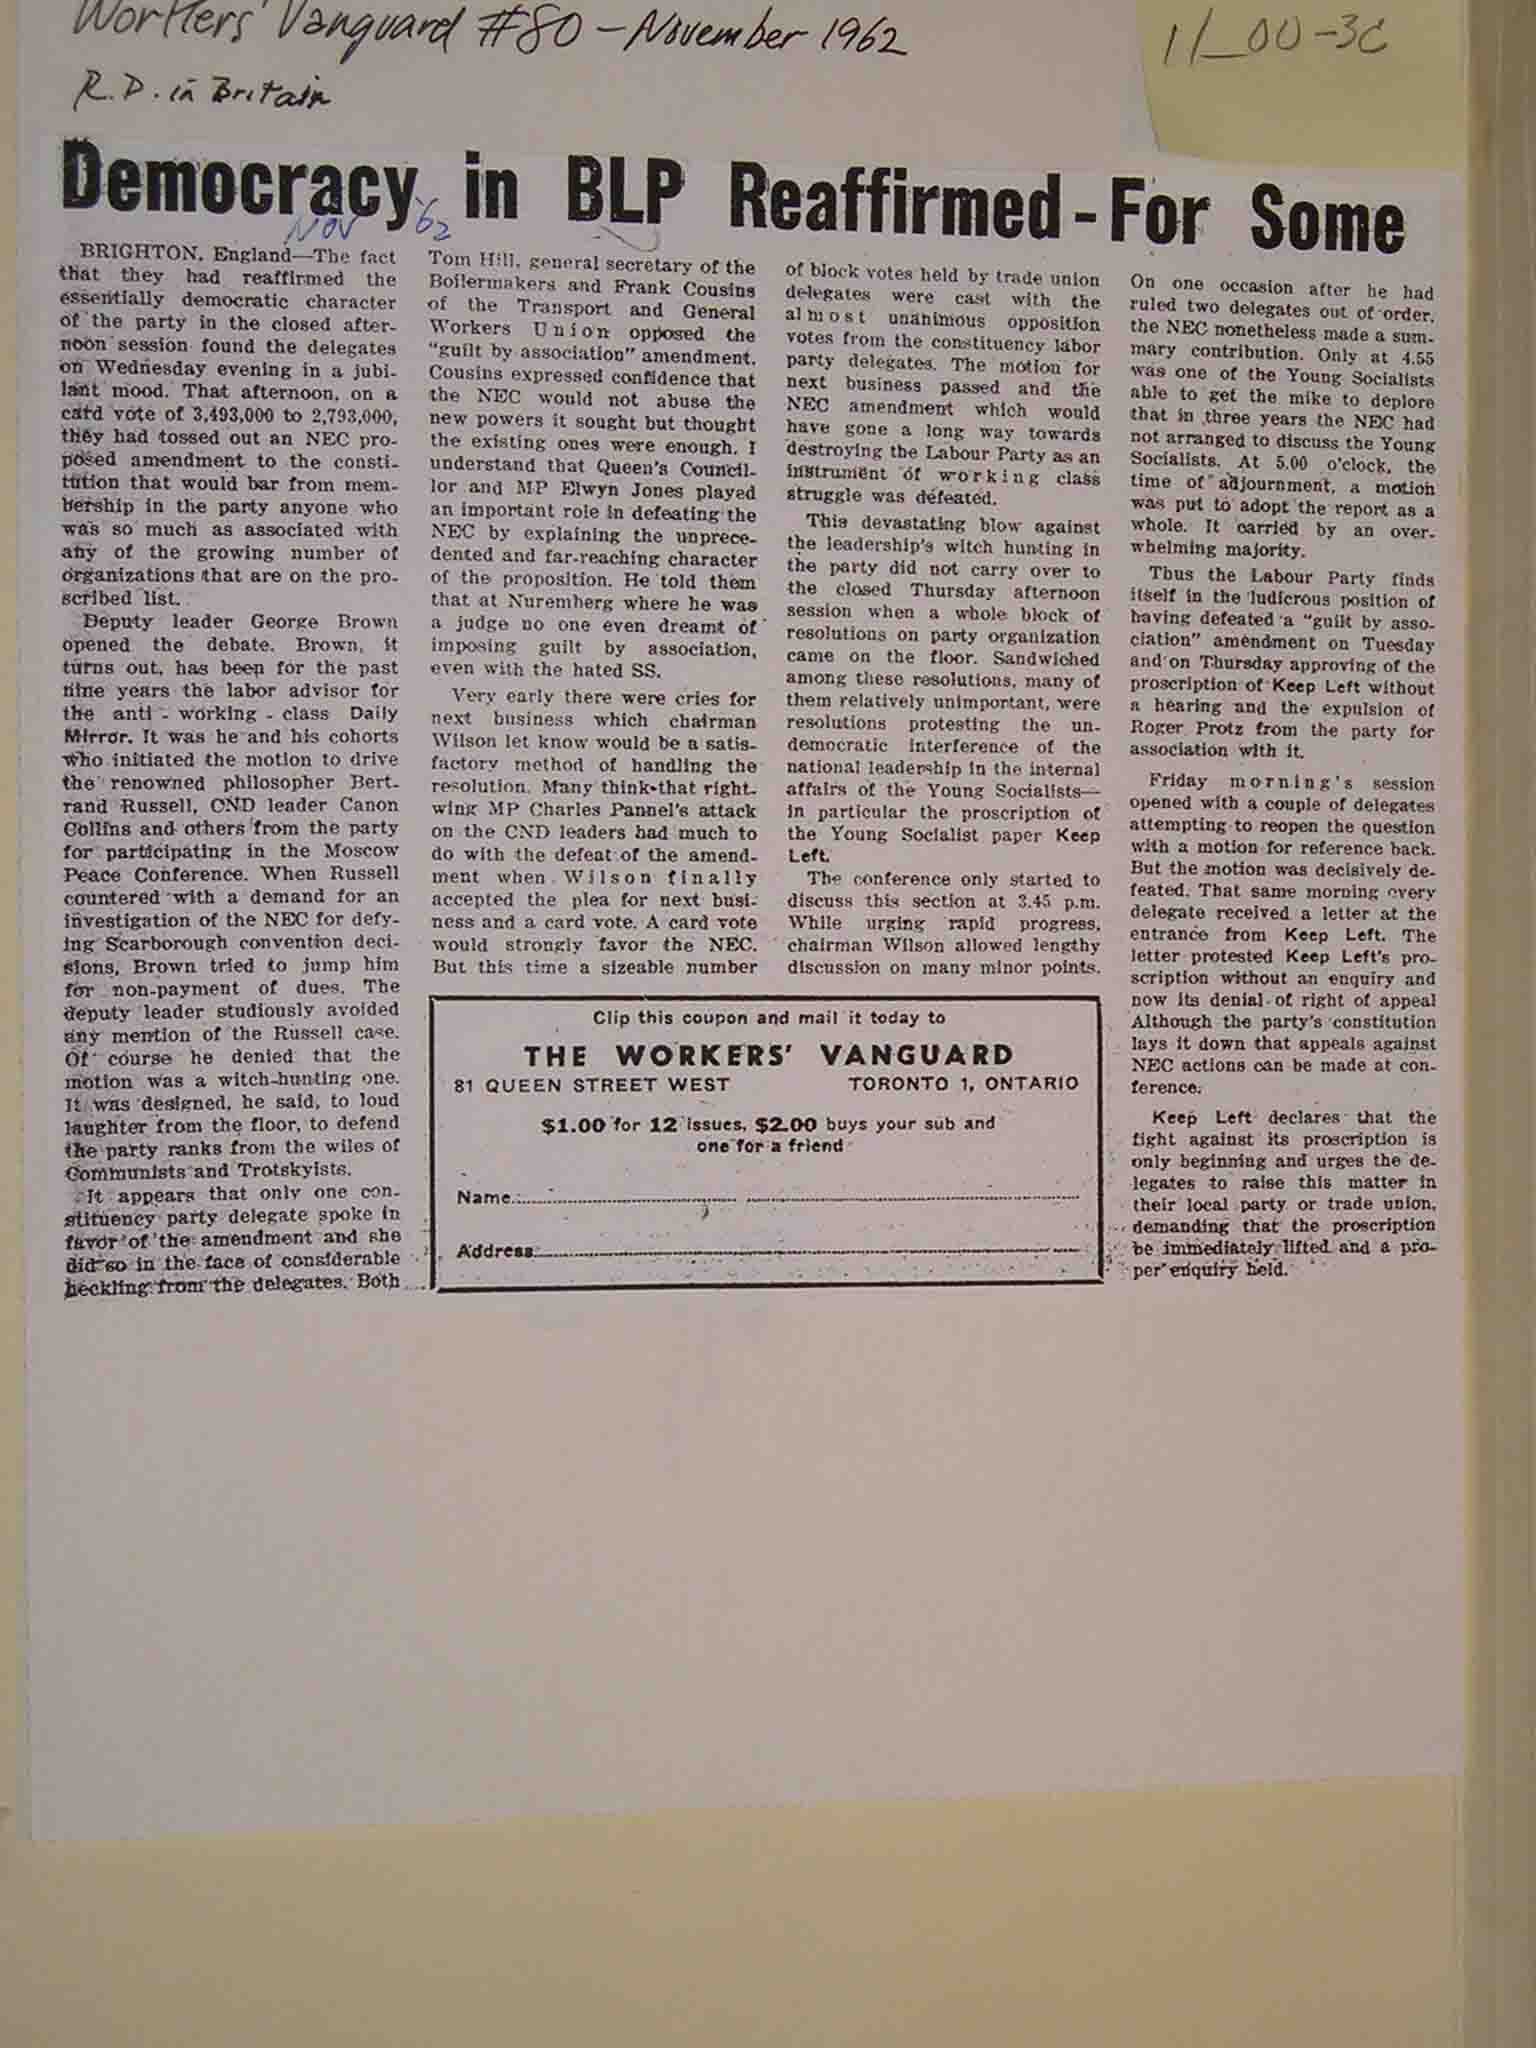 Workers' Vanguard #80 - November 1962
11_00-3C
R.D. in Britain
Democracy in BLP Reaffirmed - For Some
Nov '62
BRIGHTON, England—The fact
that they had reaffirmed the
essentially democratic character
of the party in the closed after-
noon session found the delegates
on Wednesday evening in a jubi-
lant mood. That afternoon, on a
card vote of 3,493,000 to 2,793,000,
they had tossed out an NEC pro-
posed amendment to the consti-
tution that would bar from mem-
bership in the party anyone who
was so much as associated with
any of the growing number of
organizations that are on the pro-
scribed list.
Deputy leader George Brown
opened the debate. Brown, it
turns out, has been for the past
nine years the labor advisor for
the anti-working-class Daily
Mirror. It was he and his cohorts
who initiated the motion to drive
the renowned philosopher Bert-
rand Russell, CND leader Canon
Collins and others from the party
for participating in the Moscow
Peace Conference. When Russell
countered with a demand for an
investigation of the NEC for defy-
ing Scarborough convention deci-
sions, Brown tried to jump him
for non-payment of dues. The
deputy leader studiously avoided
any mention of the Russell case.
Of course he denied that the
motion was a witch-hunting one.
It was designed, he said, to loud
laughter from the floor, to defend
the party ranks from the wiles of
Communists and Trotskyists.
It appears that only one con-
stituency party delegate spoke in
favor of the amendment and she
did so in the face of considerable
heckling from the delegates. Both
Tom Hill, general secretary of the
Boilermakers and Frank Cousins
of the Transport and General
Workers Union opposed the
"guilt by association" amendment.
Cousins expressed confidence that
the NEC would not abuse the
new powers it sought but thought
the existing ones were enough. I
understand that Queen's Council-
lor and MP Elwyn Jones played
an important role in defeating the
NEC by explaining the unprece-
dented and far-reaching character
of the proposition. He told them
that at Nuremberg where he was
a judge no one even dreamt of
imposing guilt by association,
even with the hated SS.
Very early there were cries for
next business which chairman
Wilson let know would be a satis-
factory method of handling the
resolution. Many think that right-
wing MP Charles Pannel's attack
on the CND leaders had much to
do with the defeat of the amend-
ment when Wilson finally
accepted the plea for next busi-
ness and a card vote. A card vote
would strongly favor the NEC.
But this time a sizeable number
of block votes held by trade union
delegates were cast with the
almost unanimous opposition
votes from the constituency labor
party delegates. The motion for
next business passed and the
NEC amendment which would
have gone a long way towards
destroying the Labour Party as an
instrument of working class
struggle was defeated.
This devastating blow against
the leadership's witch hunting in
the party did not carry over to
the closed Thursday afternoon
session when a whole block of
resolutions on party organization
came on the floor. Sandwiched
among these resolutions, many of
them relatively unimportant, were
resolutions protesting the un-
democratic interference of the
national leadership in the internal
affairs of the Young Socialists—
in particular the proscription of
the Young Socialist paper Keep
Left.
The conference only started to
discuss this section at 3.45 p.m.
While urging rapid progress,
chairman Wilson allowed lengthy
discussion on many minor points.
On one occasion after he had
ruled two delegates out of order,
the NEC nonetheless made a sum-
mary contribution. Only at 4.55
was one of the Young Socialists
able to get the mike to deplore
that in three years the NEC had
not arranged to discuss the Young
Socialists. At 5.00 o'clock, the
time of adjournment, a motion
was put to adopt the report as a
whole. It carried by an over-
whelming majority.
Thus the Labour Party finds
itself in the ludicrous position of
having defeated a "guilt by asso-
ciation" amendment on Tuesday
and on Thursday approving of the
proscription of Keep Left without
a hearing and the expulsion of
Roger Protz from the party for
association with it.
Friday morning's session
opened with a couple of delegates
attempting to reopen the question
with a motion for reference back.
But the motion was decisively de-
feated. That same morning every
delegate received a letter at the
entrance from Keep Left. The
letter protested Keep Left's pro-
scription without an enquiry and
now its denial of right of appeal
Although the party's constitution
lays it down that appeals against
NEC actions can be made at con-
ference.
Keep Left declares that the
fight against its proscription is
only beginning and urges the de-
legates to raise this matter in
their local party or trade union,
demanding that the proscription
be immediately lifted and a pro-
per enquiry held.
Clip this coupon and mail it today to
THE WORKERS' VANGUARD
81 QUEEN STREET WEST TORONTO 1, ONTARIO
$1.00 for 12 issues, $2.00 buys your sub and
one for a friend
Name
Address